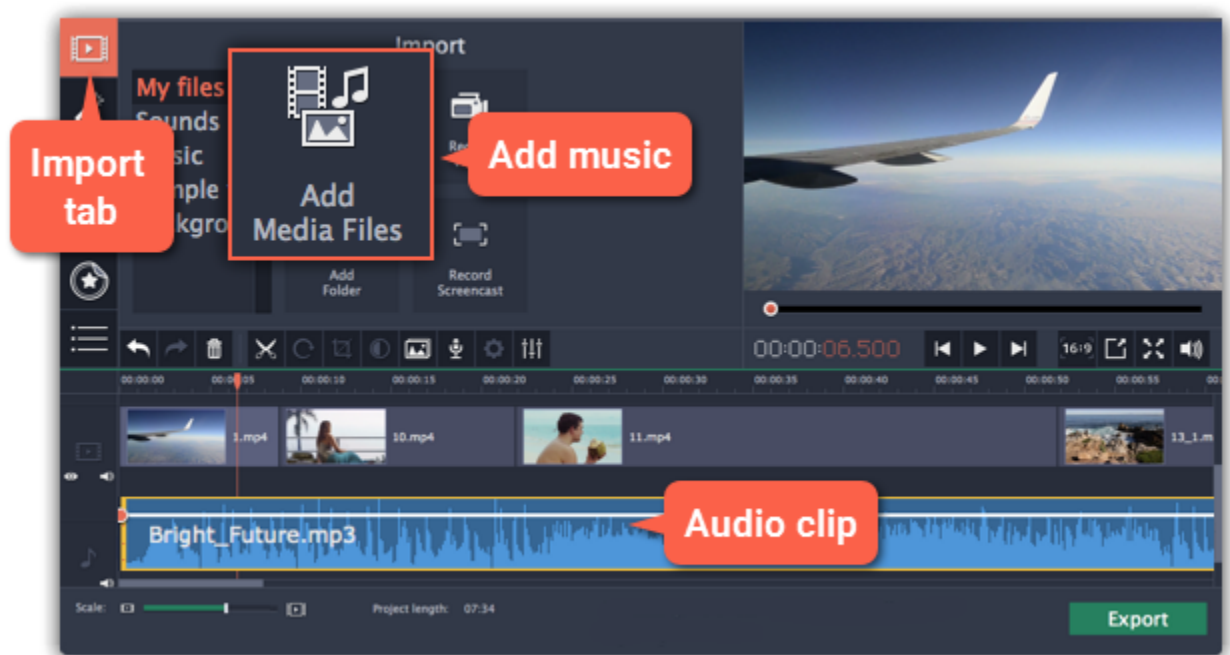 Import
My files
Sounds
Import
tab
Add
Media Files
Add music
Add
Folder
Record
Screencast
00:00:06.500
16:9
00:00:00 00:00:10 00:00:15 00:00:20 00:00:25 00:00:30 00:00:35 00:00:40 00:00:45 00:00:50 00:00:55
1.mp4
10.mp4
11.mp4
13_1.m
Bright_Future.mp3
Audio clip
Scale:
Project length: 07:34
Export